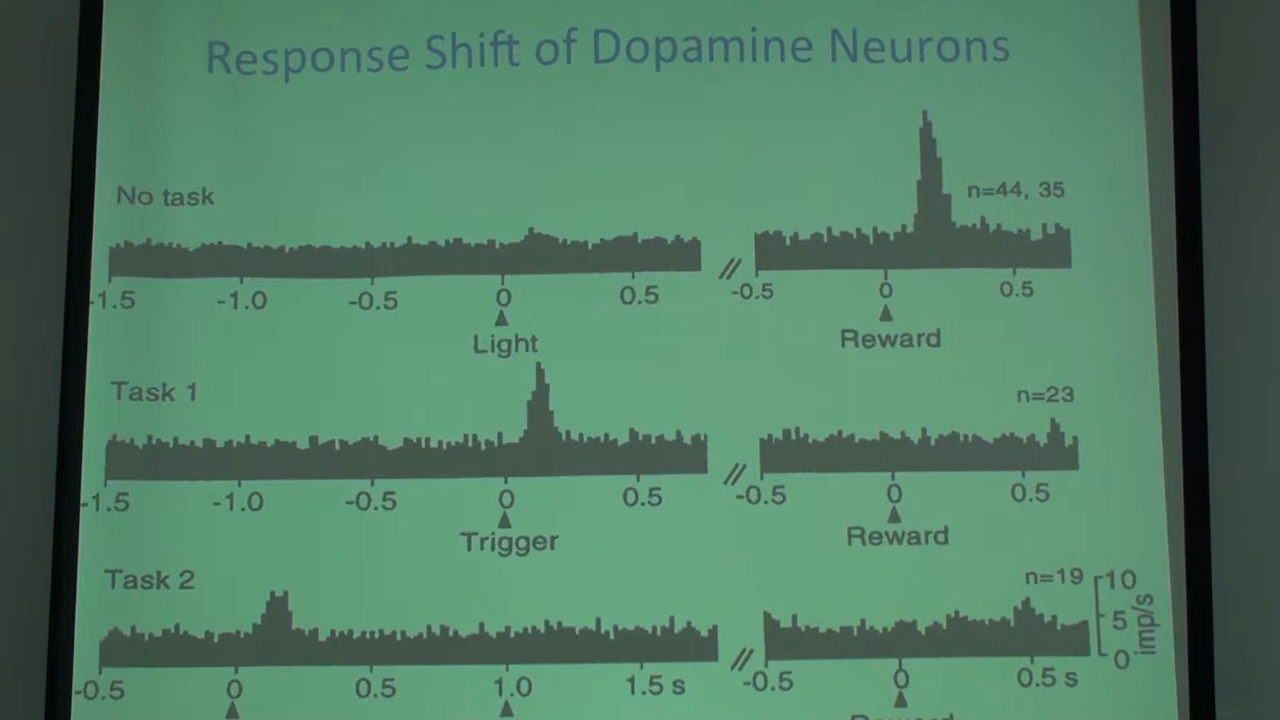 Response Shift of Dopamine Neurons
No task
n=44, 35
-1.5 -1.0 -0.5 0 0.5 -0.5 0 0.5
Light Reward
Task 1
n=23
-1.5 -1.0 -0.5 0 0.5 -0.5 0 0.5
Trigger Reward
Task 2
n=19
10
5
0
imp/s
-0.5 0 0.5 1.0 1.5 s -0.5 0 0.5 s